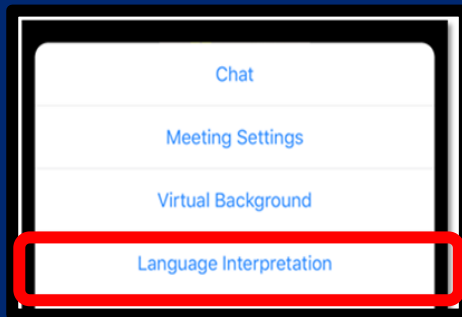 Chat
Meeting Settings
Virtual Background
Language Interpretation